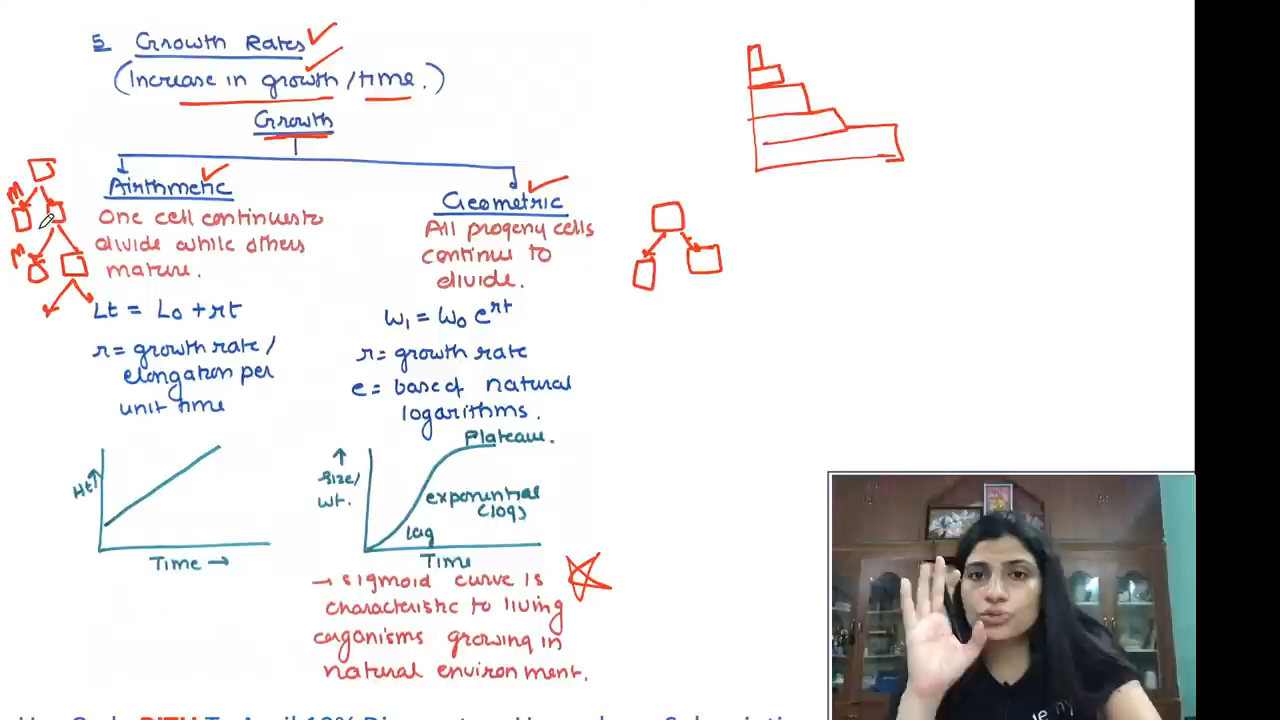 5 Growth Rates
(Increase in growth / time.)
Growth
Airthmetic
One cell continues to
divide while others
mature.
Lt = Lo + rt
r = growth rate /
elongation per
unit time
Ht
Time →
Geometric
All progeny cells
continue to
divide.
W1 = Wo e^rt
r = growth rate
e = base of natural
logarithms.
Plateau.
Size/
Wt.
exponential
(log)
lag
Time
→ sigmoid curve is
characteristic to living
organisms growing in
natural environment.
M
M